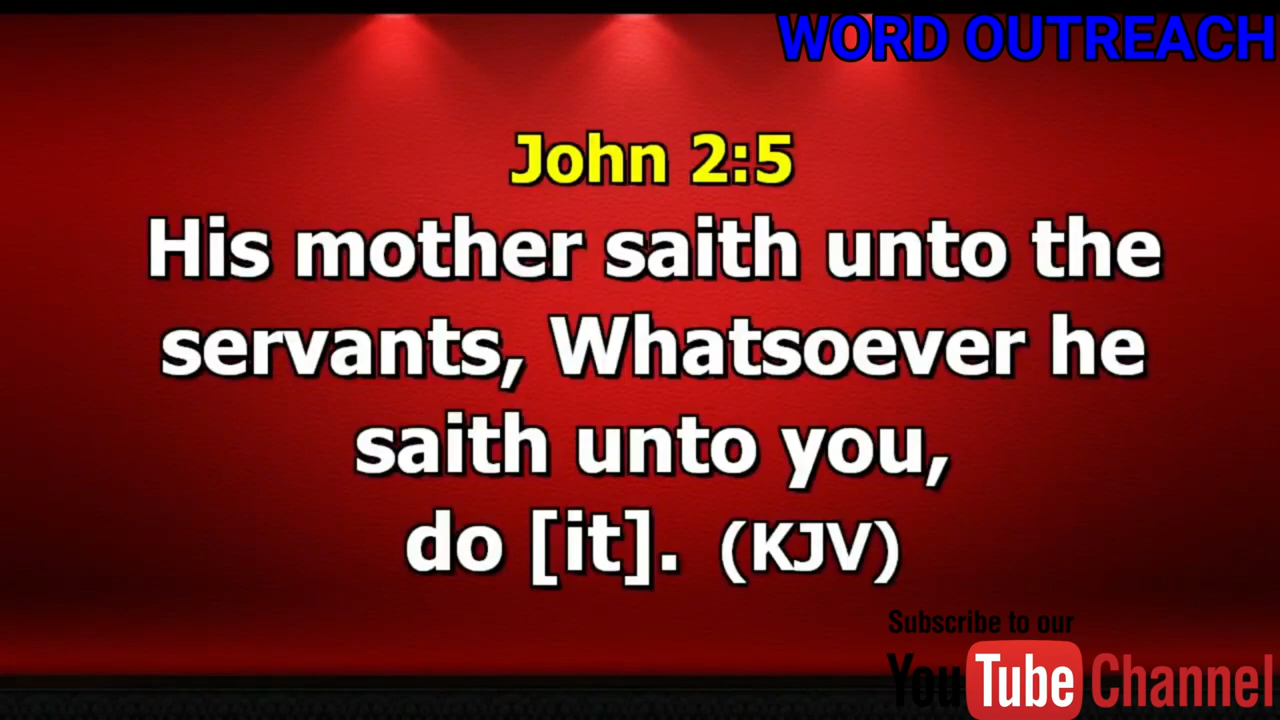 WORD OUTREACH
John 2:5
His mother saith unto the
servants, Whatsoever he
saith unto you,
do [it]. (KJV)
Subscribe to our
YouTube Channel